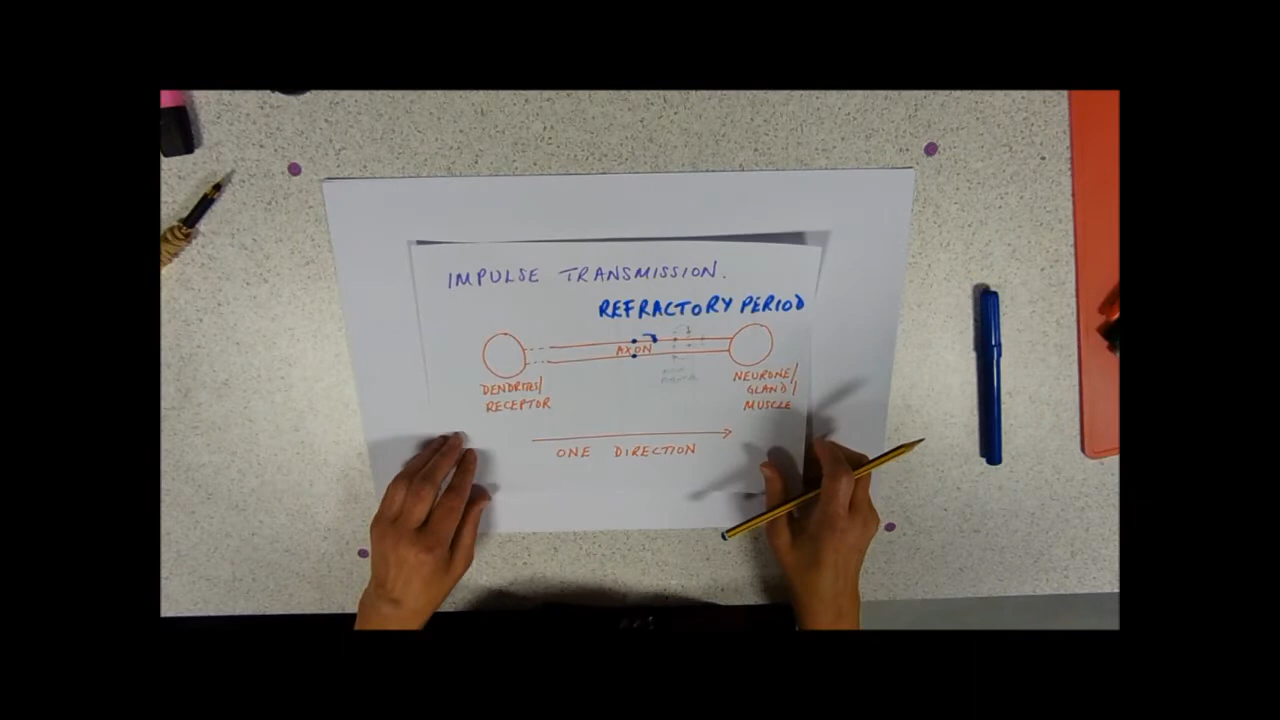 IMPULSE TRANSMISSION.
REFRACTORY PERIOD
AXON
DENDRITES/
RECEPTOR
NEURONE/
GLAND/
MUSCLE
ONE DIRECTION